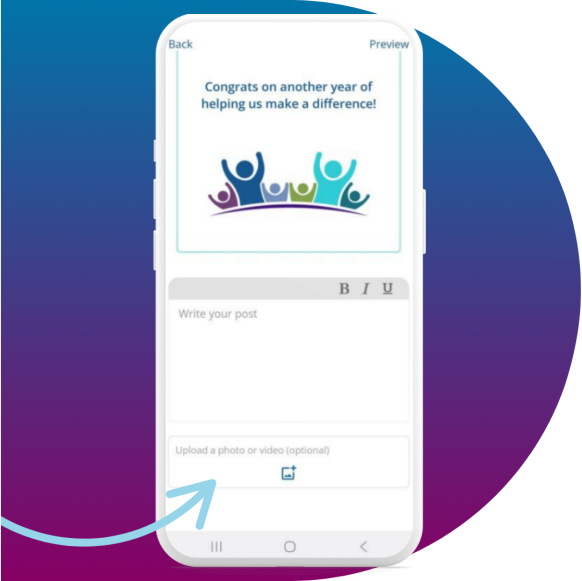 Back Preview
Congrats on another year of
helping us make a difference!
B I U
Write your post
Upload a photo or video (optional)